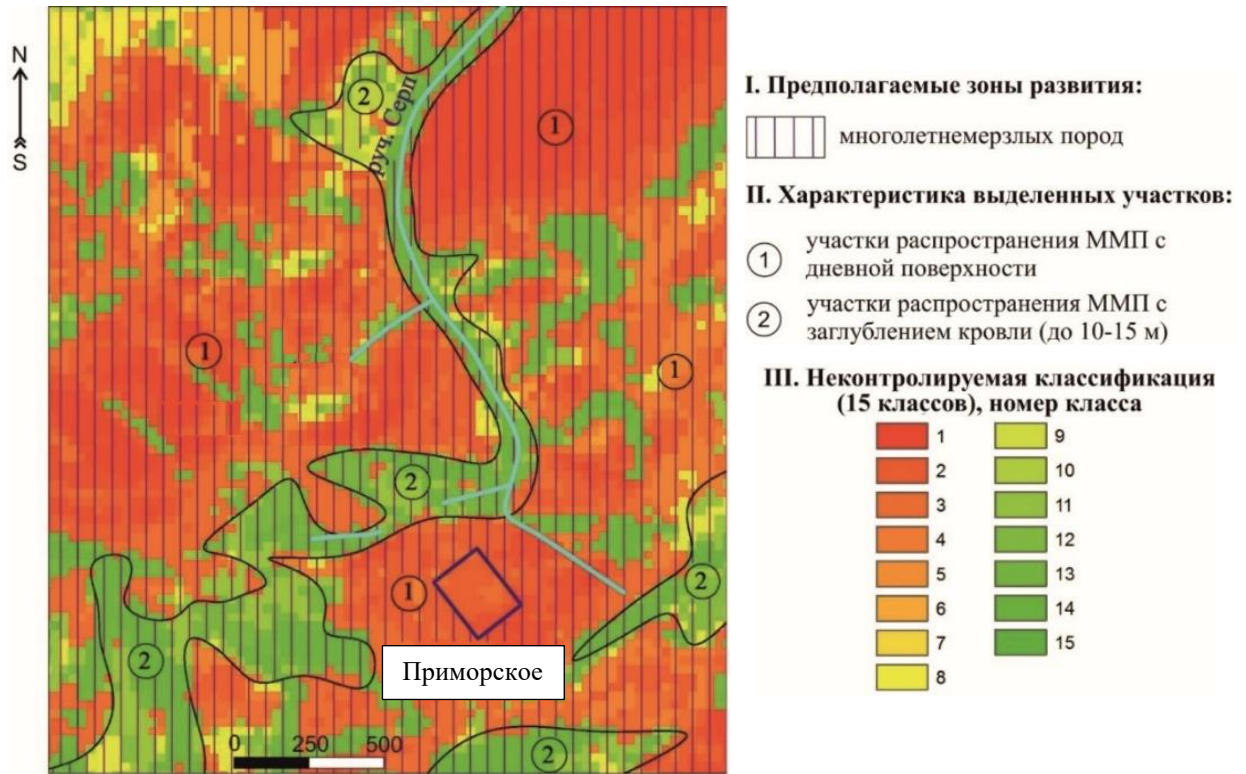 N
S
2
руч. Серп
1
1
1
2
1
2
2
2
Приморское
0 250 500
I. Предполагаемые зоны развития:
многолетнемерзлых пород
II. Характеристика выделенных участков:
1 участки распространения ММП с
дневной поверхности
2 участки распространения ММП с
заглублением кровли (до 10-15 м)
III. Неконтролируемая классификация
(15 классов), номер класса
1 9
2 10
3 11
4 12
5 13
6 14
7 15
8